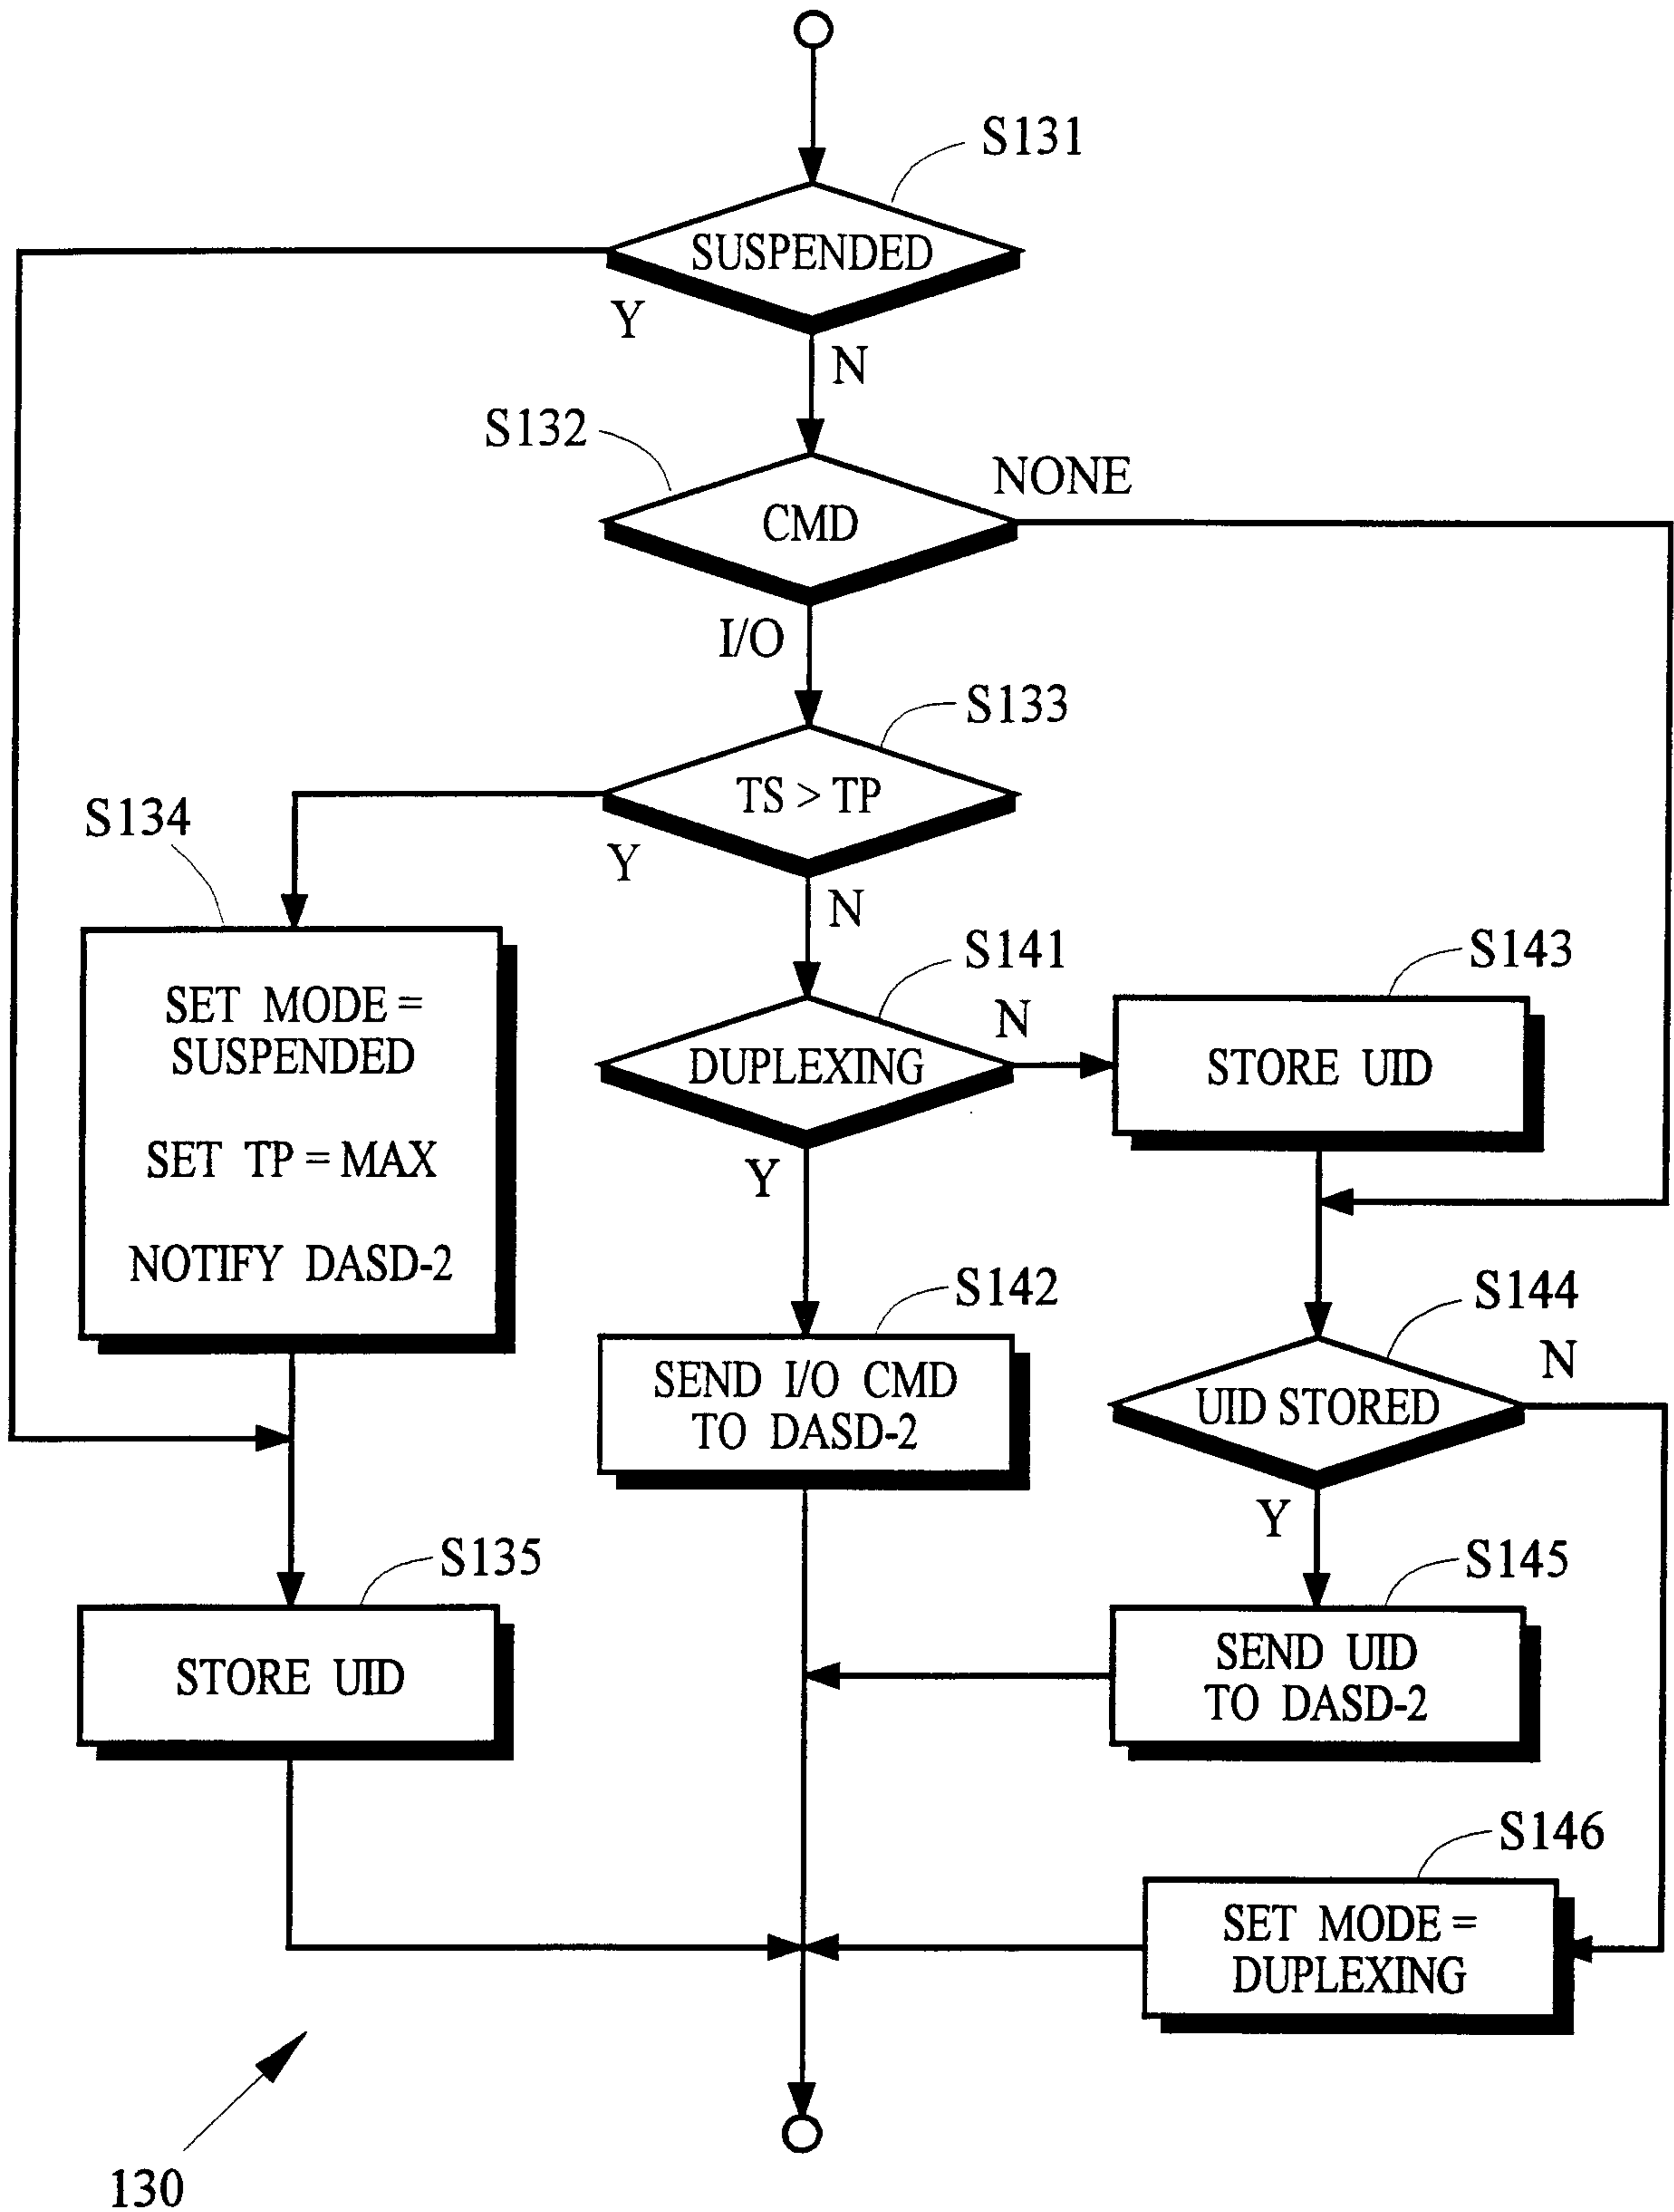 S131
SUSPENDED
Y
N
S132
NONE
CMD
I/O
S133
TS > TP
S134
Y
N
S141
S143
SET MODE =
SUSPENDED
N
DUPLEXING
STORE UID
SET TP = MAX
Y
NOTIFY DASD-2
S142
S144
N
SEND I/O CMD
TO DASD-2
UID STORED
Y
S135
S145
STORE UID
SEND UID
TO DASD-2
S146
SET MODE =
DUPLEXING
130